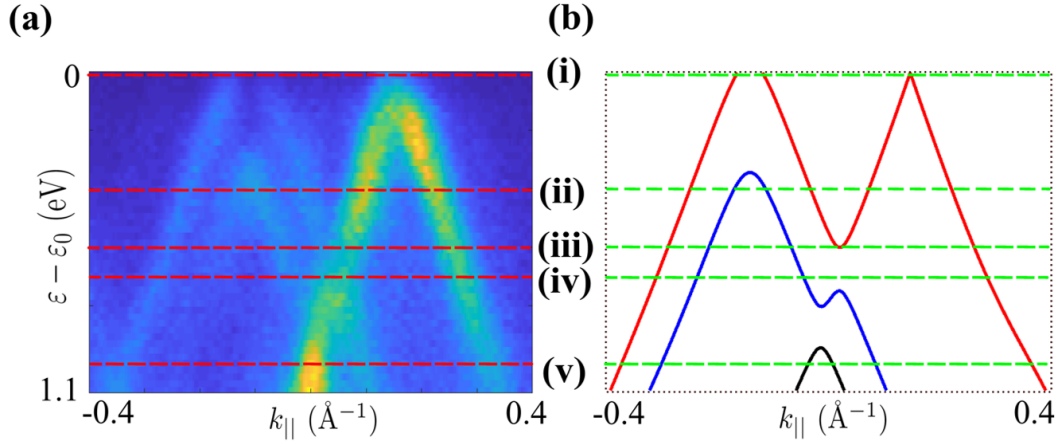 (a)
(b)
0
ε − ε₀ (eV)
1.1
-0.4
k|| (Å⁻¹)
0.4
(i)
(ii)
(iii)
(iv)
(v)
-0.4
k|| (Å⁻¹)
0.4